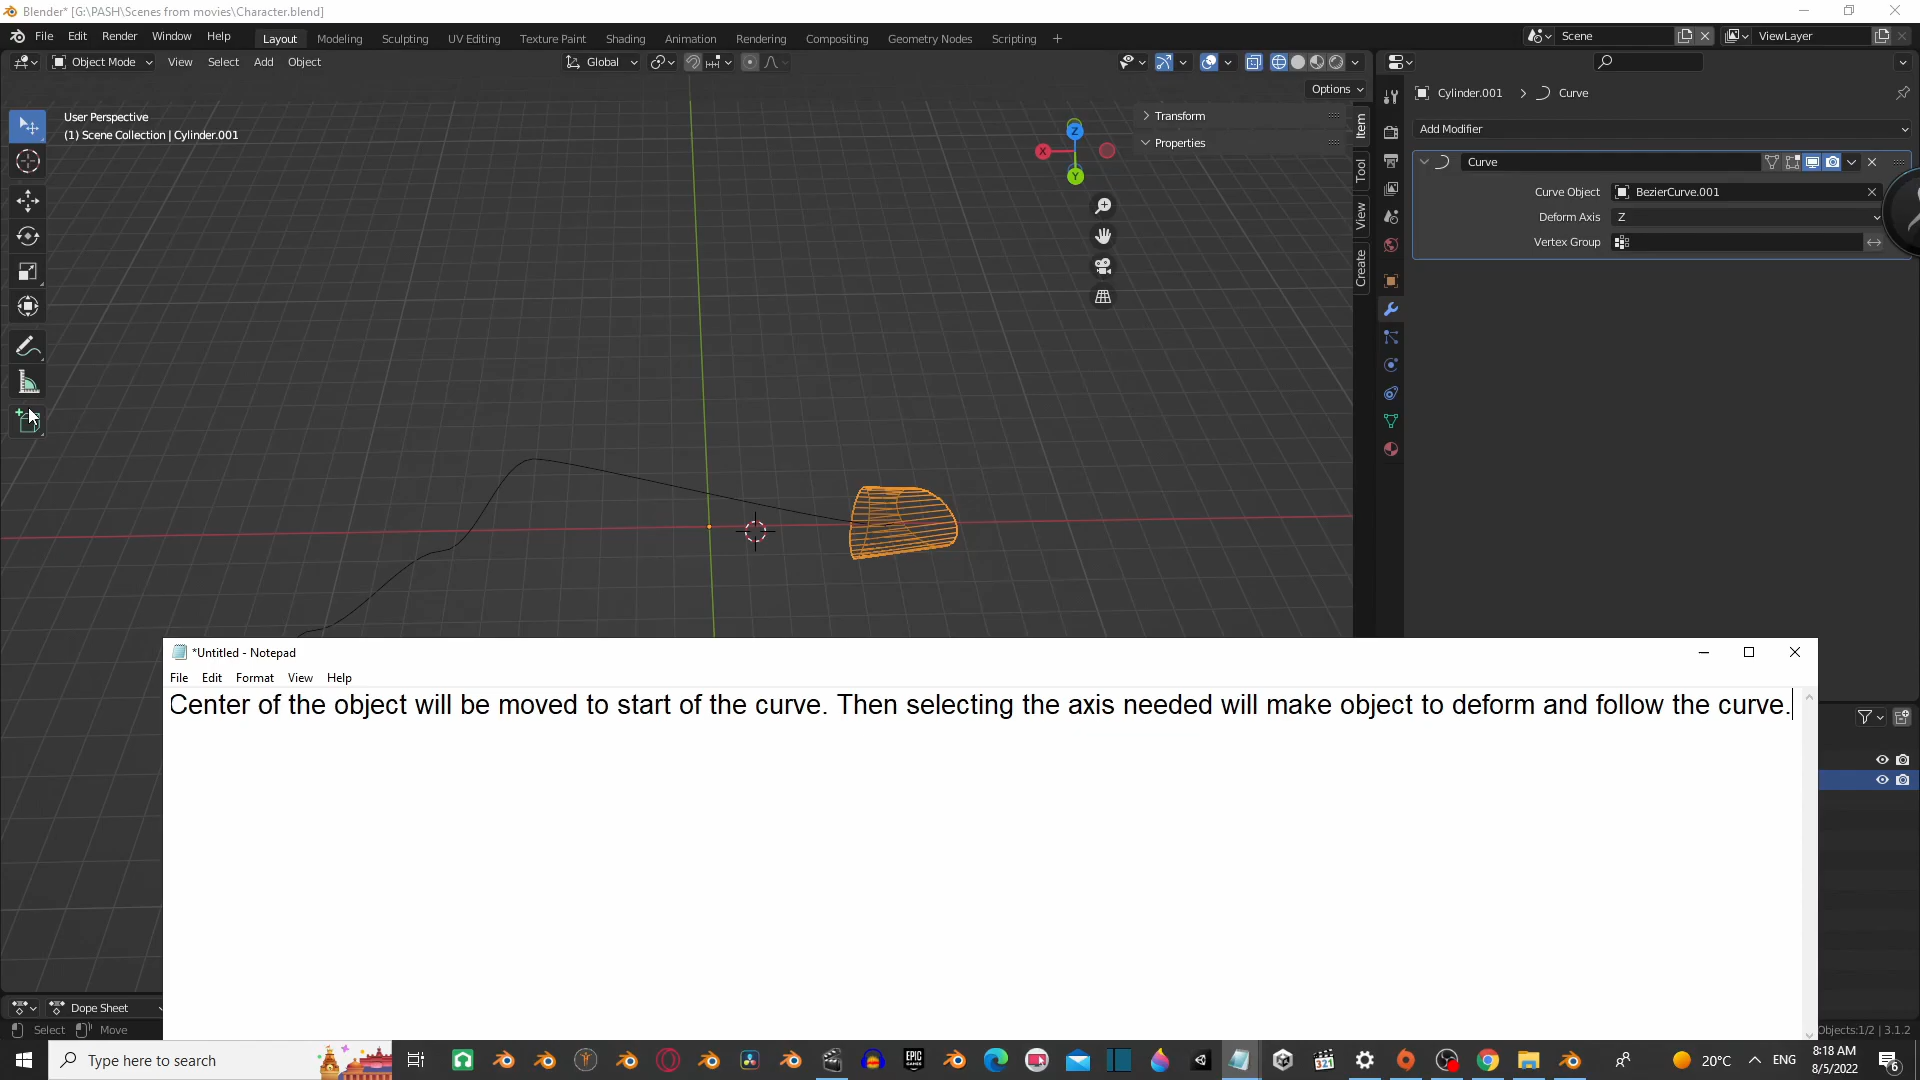 Blender* [G:\PASH\Scenes from movies\Character.blend]
File Edit Render Window Help Layout Modeling Sculpting UV Editing Texture Paint Shading Animation Rendering Compositing Geometry Nodes Scripting + Scene ViewLayer
Object Mode View Select Add Object Global
Options
User Perspective
(1) Scene Collection | Cylinder.001
Transform
Properties
Item
Tool
View
Create
X
Y
Z
Cylinder.001 > Curve
Add Modifier
Curve
Curve Object BezierCurve.001
Deform Axis Z
Vertex Group
*Untitled - Notepad
File Edit Format View Help
Center of the object will be moved to start of the curve. Then selecting the axis needed will make object to deform and follow the curve.
Dope Sheet
Select Move
Objects:1/2 | 3.1.2
Type here to search
EPIC GAMES
321
20°C ENG
8:18 AM
8/5/2022
6